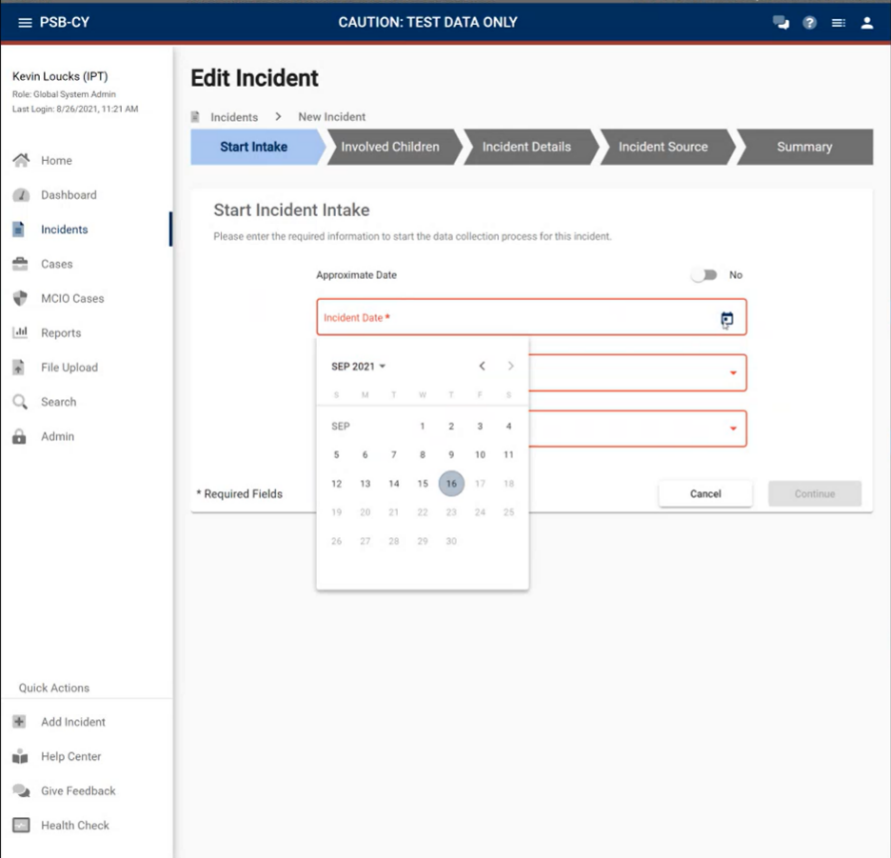 PSB-CY
CAUTION: TEST DATA ONLY
Kevin Loucks (IPT)
Role: Global System Admin
Last Login: 8/26/2021, 11:21 AM
Home
Dashboard
Incidents
Cases
MCIO Cases
Reports
File Upload
Search
Admin
Quick Actions
Add Incident
Help Center
Give Feedback
Health Check
Edit Incident
Incidents > New Incident
Start Intake Involved Children Incident Details Incident Source Summary
Start Incident Intake
Please enter the required information to start the data collection process for this incident.
Approximate Date No
Incident Date *
SEP 2021
S M T W T F S
SEP 1 2 3 4
5 6 7 8 9 10 11
12 13 14 15 16 17 18
19 20 21 22 23 24 25
26 27 28 29 30
* Required Fields
Cancel Continue